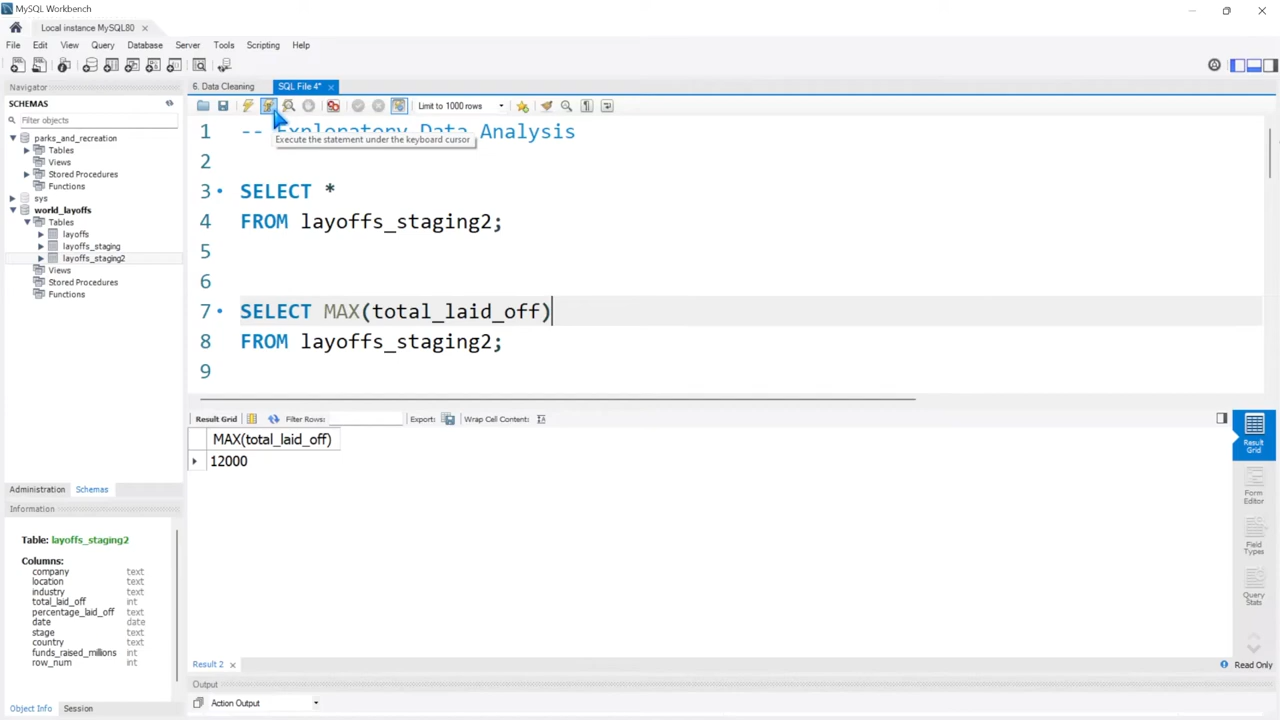 MySQL Workbench
Local instance MySQL80
File Edit View Query Database Server Tools Scripting Help
Navigator
SCHEMAS
Filter objects
parks_and_recreation
Tables
Views
Stored Procedures
Functions
sys
world_layoffs
Tables
layoffs
layoffs_staging
layoffs_staging2
Views
Stored Procedures
Functions
Administration Schemas
Information
Table: layoffs_staging2
Columns:
company text
location text
industry text
total_laid_off int
percentage_laid_off text
date date
stage text
country text
funds_raised_millions int
row_num int
Object Info Session
6. Data Cleaning SQL File 4*
Limit to 1000 rows
1 -- Exploratory Data Analysis
Execute the statement under the keyboard cursor
2
3 SELECT *
4 FROM layoffs_staging2;
5
6
7 SELECT MAX(total_laid_off)
8 FROM layoffs_staging2;
9
Result Grid Filter Rows: Export: Wrap Cell Content:
MAX(total_laid_off)
12000
Result Grid
Form Editor
Field Types
Query Stats
Result 2 Read Only
Output
Action Output